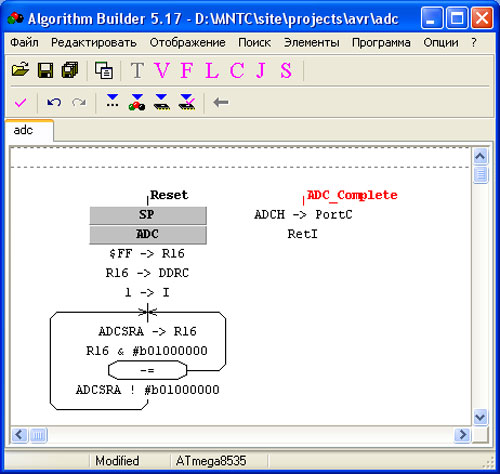 Algorithm Builder 5.17 - D:\MNTC\site\projects\avr\adc
Файл Редактировать Отображение Поиск Элементы Программа Опции ?
T V F L C J S
adc
Reset
SP
ADC
$FF -> R16
R16 -> DDRC
1 -> I
ADCSRA -> R16
R16 & #b01000000
-=
ADCSRA ! #b01000000
ADC_Complete
ADCH -> PortC
RetI
Modified ATmega8535